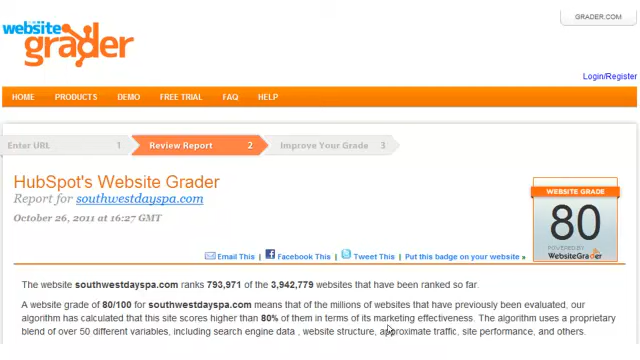 GRADER.COM
website
grader
Login/Register
HOME PRODUCTS DEMO FREE TRIAL FAQ HELP
Enter URL 1 Review Report 2 Improve Your Grade 3
HubSpot's Website Grader
Report for southwestdayspa.com
October 26, 2011 at 16:27 GMT
WEBSITE GRADE
80
POWERED BY
WebsiteGrader
Email This | Facebook This | Tweet This | Put this badge on your website »
The website southwestdayspa.com ranks 793,971 of the 3,942,779 websites that have been ranked so far.
A website grade of 80/100 for southwestdayspa.com means that of the millions of websites that have previously been evaluated, our
algorithm has calculated that this site scores higher than 80% of them in terms of its marketing effectiveness. The algorithm uses a proprietary
blend of over 50 different variables, including search engine data , website structure, approximate traffic, site performance, and others.